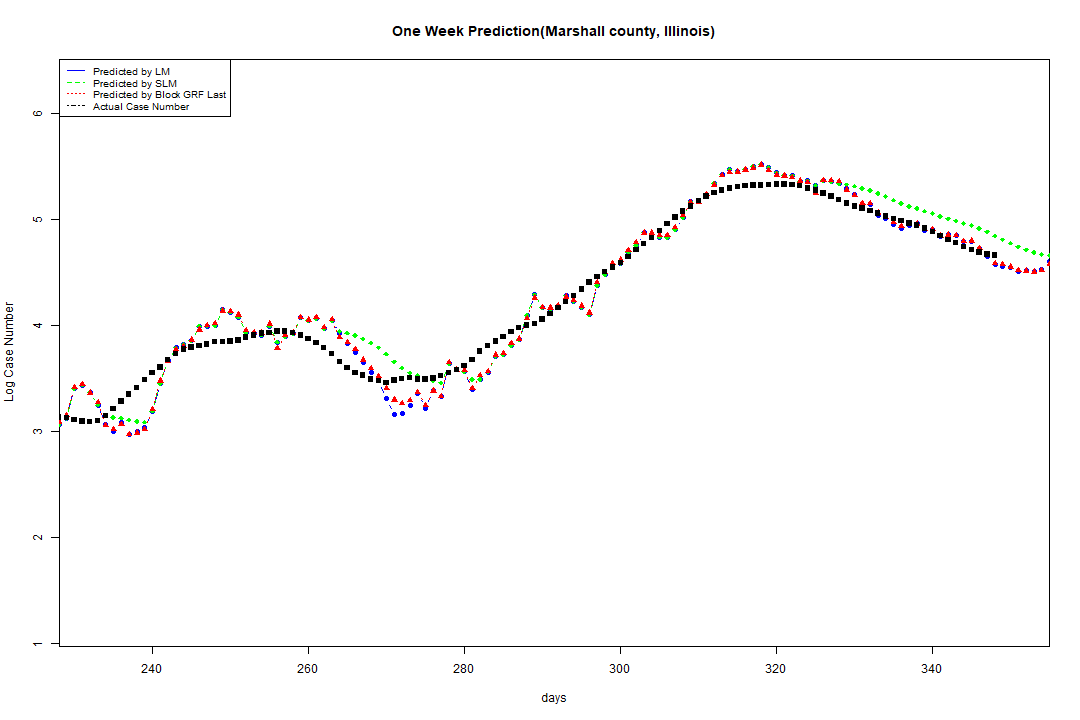 One Week Prediction(Marshall county, Illinois)
Predicted by LM
Predicted by SLM
Predicted by Block GRF Last
Actual Case Number
6
5
4
3
2
1
Log Case Number
240 260 280 300 320 340
days